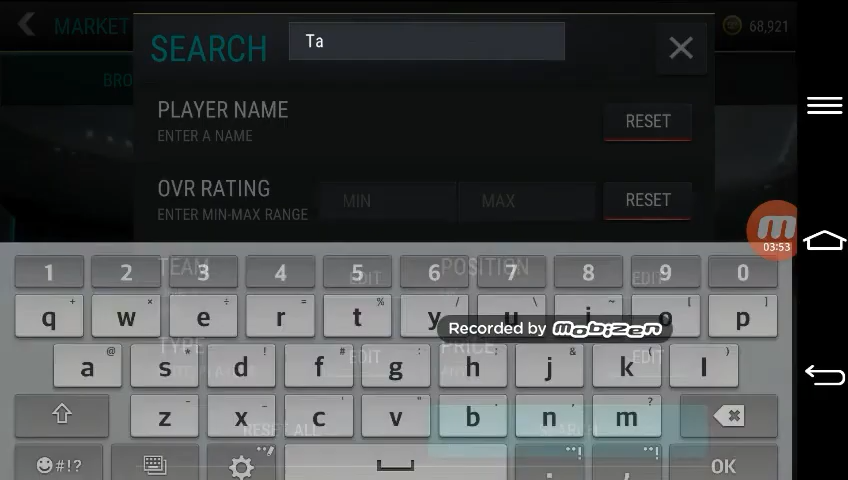 MARKET
SEARCH
Ta
68,921
BRO
PLAYER NAME
ENTER A NAME
RESET
OVR RATING
ENTER MIN-MAX RANGE
MIN
MAX
RESET
03:53
TEAM
EDIT
POSITION
EDIT
1 2 3 4 5 6 7 8 9 0
q w e r t y u i o p
Recorded by Mobizen
TYPE
EDIT
PRICE
EDIT
a s d f g h j k l
z x c v b n m
RESET ALL
SEARCH
#!?
. , OK